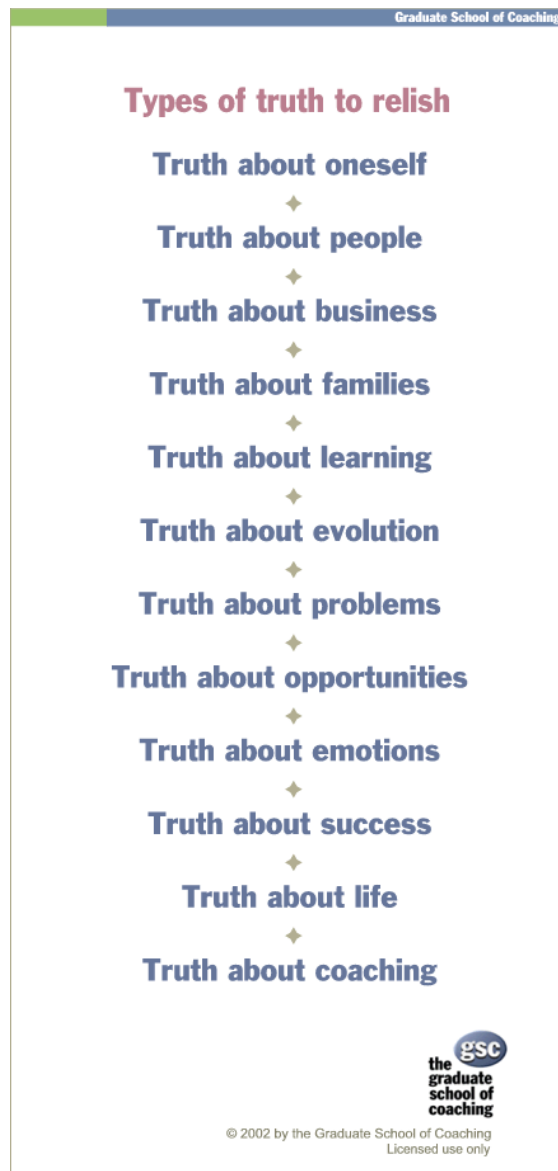 Graduate School of Coaching
Types of truth to relish
Truth about oneself
Truth about people
Truth about business
Truth about families
Truth about learning
Truth about evolution
Truth about problems
Truth about opportunities
Truth about emotions
Truth about success
Truth about life
Truth about coaching
gsc
the
graduate
school of
coaching
© 2002 by the Graduate School of Coaching
Licensed use only